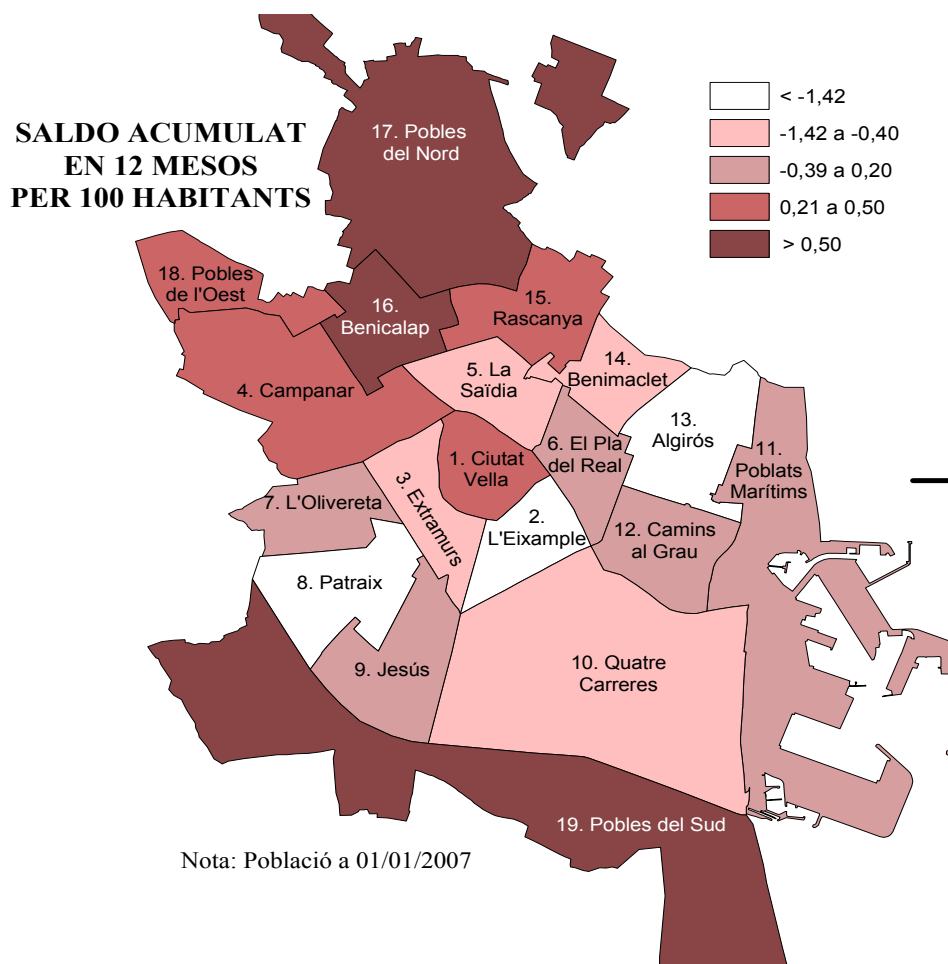 SALDO ACUMULAT
EN 12 MESOS
PER 100 HABITANTS
< -1,42
-1,42 a -0,40
-0,39 a 0,20
0,21 a 0,50
> 0,50
17. Pobles
del Nord
18. Pobles
de l'Oest
16.
Benicalap
15.
Rascanya
14.
Benimaclet
5. La
Saïdia
4. Campanar
13.
Algirós
6. El Pla
del Real
11.
Poblats
Marítims
1. Ciutat
Vella
3. Extramurs
7. L'Olivereta
2.
L'Eixample
12. Camins
al Grau
8. Patraix
9. Jesús
10. Quatre
Carreres
19. Pobles del Sud
Nota: Població a 01/01/2007